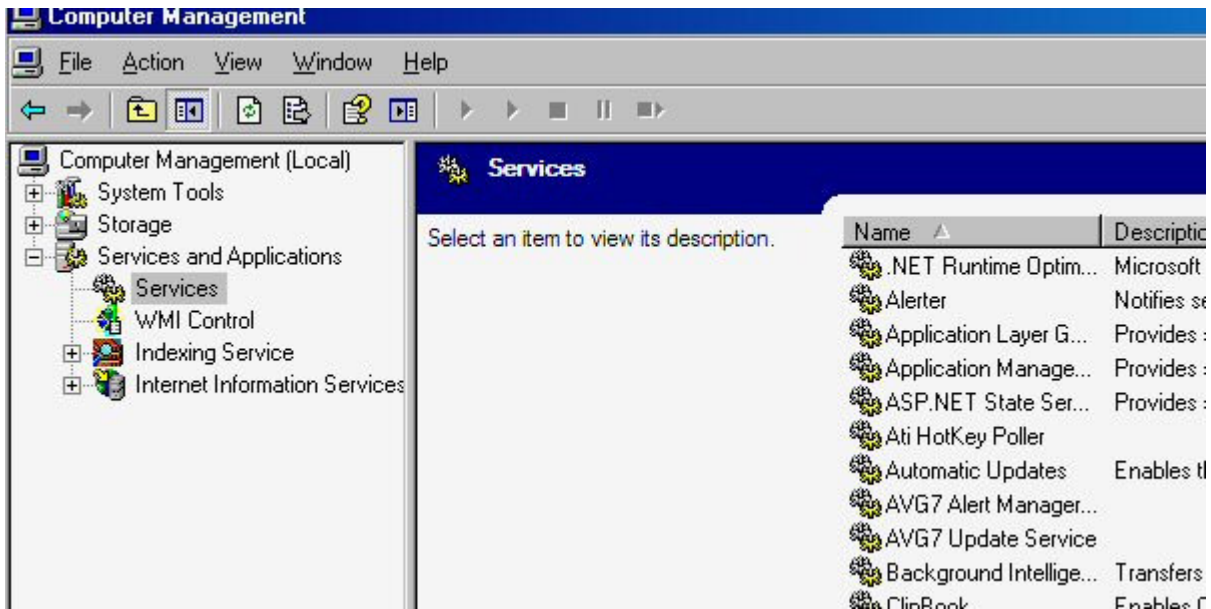 Computer Management
File Action View Window Help
Computer Management (Local)
System Tools
Storage
Services and Applications
Services
WMI Control
Indexing Service
Internet Information Services
Services
Select an item to view its description.
Name Descriptio
.NET Runtime Optim... Microsoft
Alerter Notifies se
Application Layer G... Provides
Application Manage... Provides
ASP.NET State Ser... Provides
Ati HotKey Poller
Automatic Updates Enables t
AVG7 Alert Manager...
AVG7 Update Service
Background Intellige... Transfers
ClipBook Enables